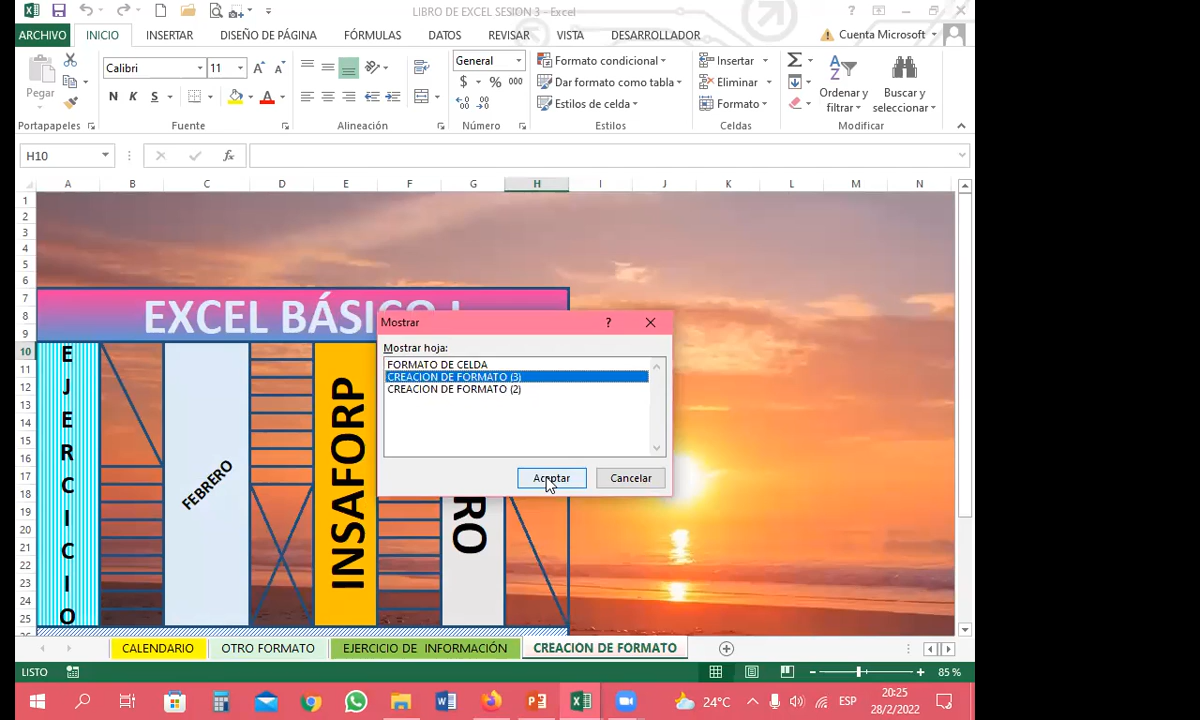 LIBRO DE EXCEL SESION 3 - Excel
ARCHIVO INICIO INSERTAR DISEÑO DE PÁGINA FÓRMULAS DATOS REVISAR VISTA DESARROLLADOR Cuenta Microsoft
Pegar
Portapapeles
Calibri 11
N K S
Fuente
Alineación
General
$ % 000
Número
Formato condicional
Dar formato como tabla
Estilos de celda
Estilos
Insertar
Eliminar
Formato
Celdas
Ordenar y filtrar
Buscar y seleccionar
Modificar
H10
A B C D E F G H I J K L M N
1
2
3
4
5
6
7
8
9
10
11
12
13
14
15
16
17
18
19
20
21
22
23
24
25
EXCEL BÁSICO I
EJERCICIO
FEBRERO
INSAFORP
RO
Mostrar
Mostrar hoja:
FORMATO DE CELDA
CREACION DE FORMATO (3)
CREACION DE FORMATO (2)
Aceptar Cancelar
CALENDARIO OTRO FORMATO EJERCICIO DE INFORMACIÓN CREACION DE FORMATO
LISTO 85 %
24°C ESP 20:25
28/2/2022